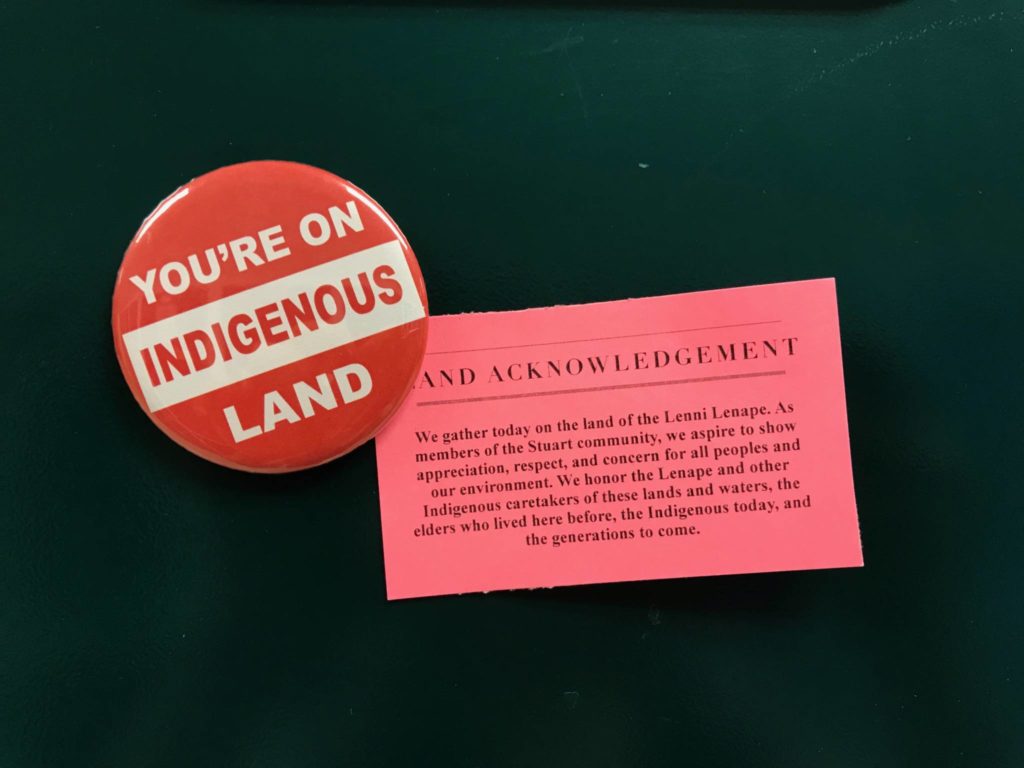 YOU'RE ON
INDIGENOUS
LAND
AND ACKNOWLEDGEMENT
We gather today on the land of the Lenni Lenape. As
members of the Stuart community, we aspire to show
appreciation, respect, and concern for all peoples and
our environment. We honor the Lenape and other
Indigenous caretakers of these lands and waters, the
elders who lived here before, the Indigenous today, and
the generations to come.